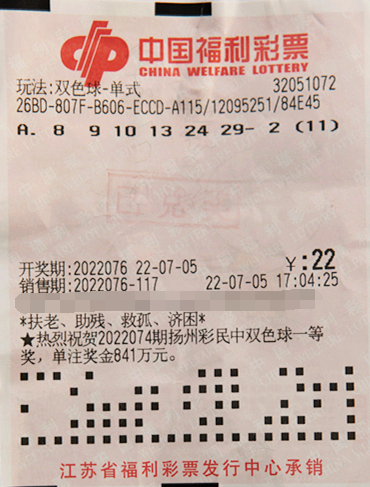 中国福利彩票
CHINA WELFARE LOTTERY
玩法:双色球-单式 32051072
26BD-807F-B606-ECCD-A115/12095251/84E45
A. 8 9 10 13 24 29- 2 (11)
已兑奖
开奖期:2022076 22-07-05 ¥:22
销售期:2022076-117 22-07-05 17:04:25
*扶老、助残、救孤、济困*
★热烈祝贺2022074期扬州彩民中双色球一等
奖,单注奖金841万元。
江苏省福利彩票发行中心承销